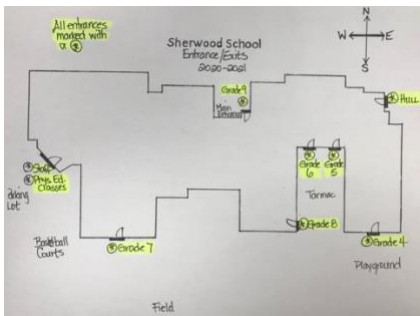 All entrances
marked with
a *
Sherwood School
Entrance/Exits
2020-2021
N
W E
S
Grade 9
Main
Entrance
* HUB
* Staff
* Phys. Ed.
Classes
Parking
Lot
*
6
Grade
*
5
Grade
Tarmac
* Grade 8
Basketball
Courts
* Grade 7
* Grade 4
Playground
Field